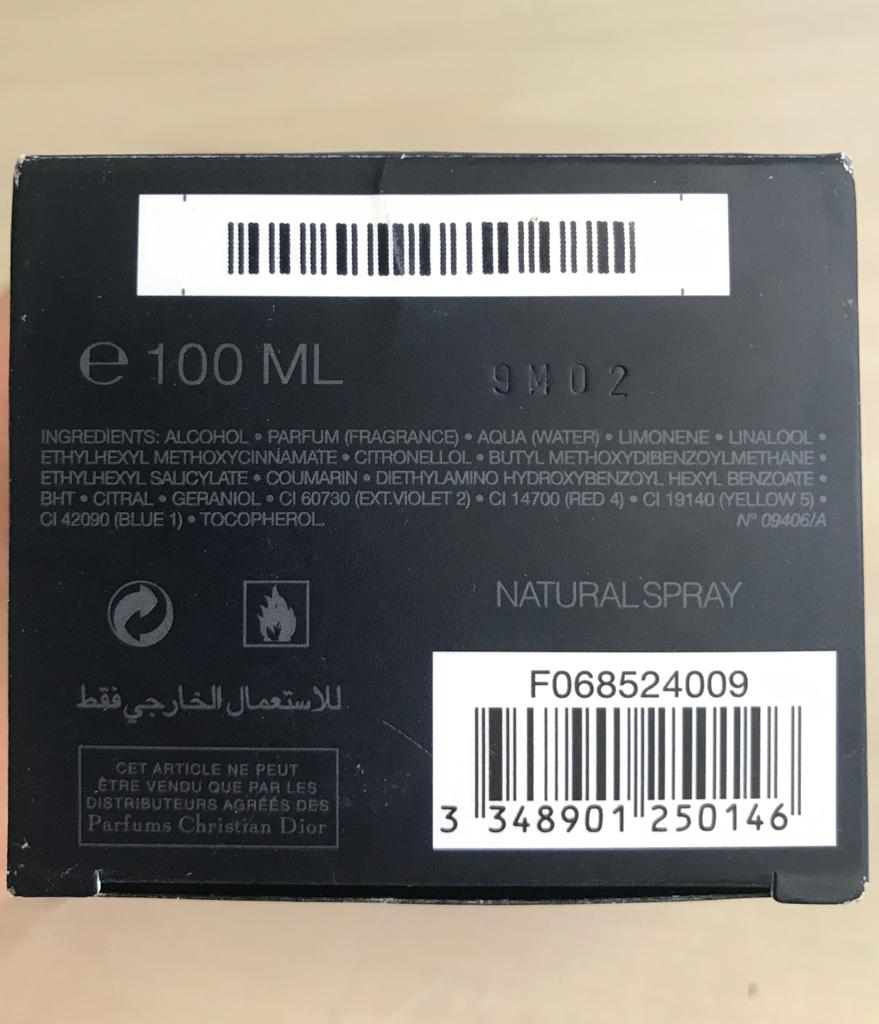 ℮ 100 ML
9M02
INGREDIENTS: ALCOHOL • PARFUM (FRAGRANCE) • AQUA (WATER) • LIMONENE • LINALOOL •
ETHYLHEXYL METHOXYCINNAMATE • CITRONELLOL • BUTYL METHOXYDIBENZOYLMETHANE •
ETHYLHEXYL SALICYLATE • COUMARIN • DIETHYLAMINO HYDROXYBENZOYL HEXYL BENZOATE •
BHT • CITRAL • GERANIOL • CI 60730 (EXT.VIOLET 2) • CI 14700 (RED 4) • CI 19140 (YELLOW 5) •
CI 42090 (BLUE 1) • TOCOPHEROL. N° 09406/A
NATURAL SPRAY
للاستعمال الخارجي فقط
CET ARTICLE NE PEUT
ÊTRE VENDU QUE PAR LES
DISTRIBUTEURS AGRÉÉS DES
Parfums Christian Dior
F068524009
3 348901 250146